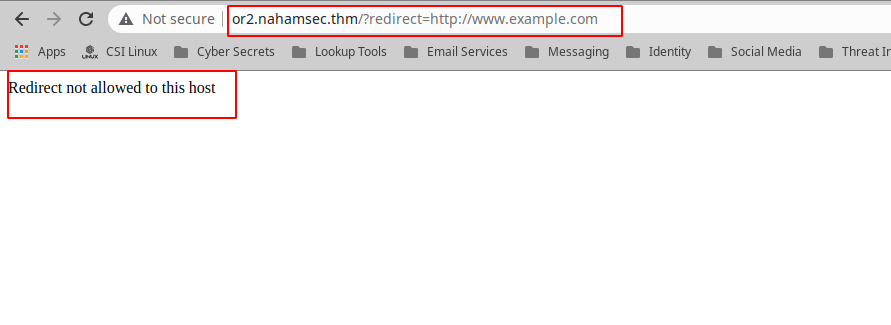 Not secure | or2.nahamsec.thm/?redirect=http://www.example.com
Apps CSI Linux Cyber Secrets Lookup Tools Email Services Messaging Identity Social Media Threat In
Redirect not allowed to this host